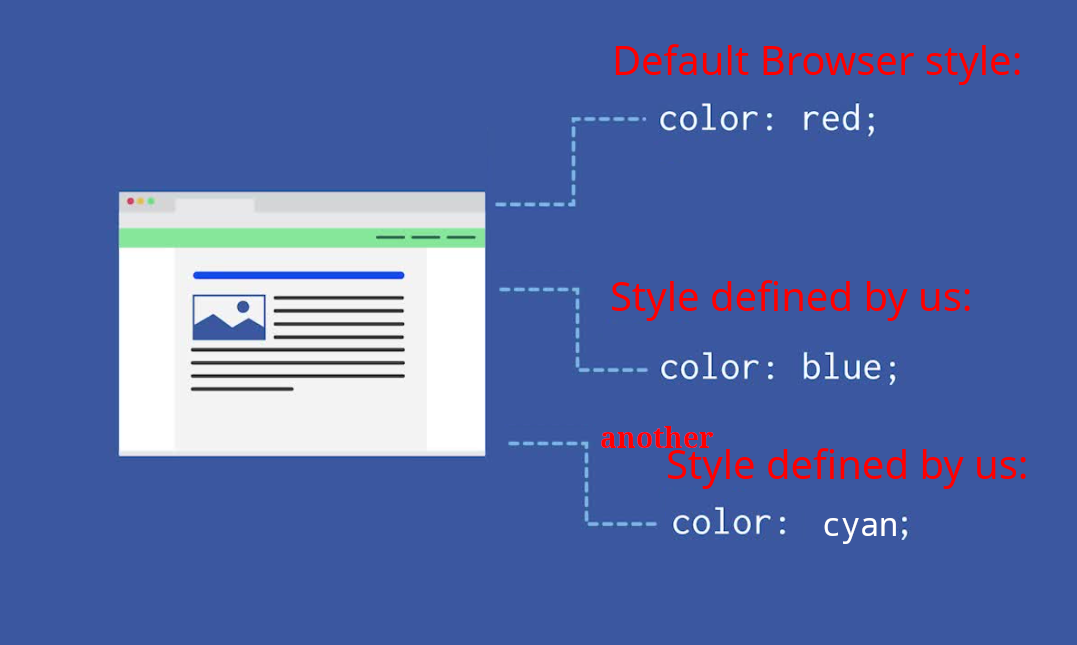 Default Browser style:
color: red;
Style defined by us:
color: blue;
another
Style defined by us:
color: cyan;